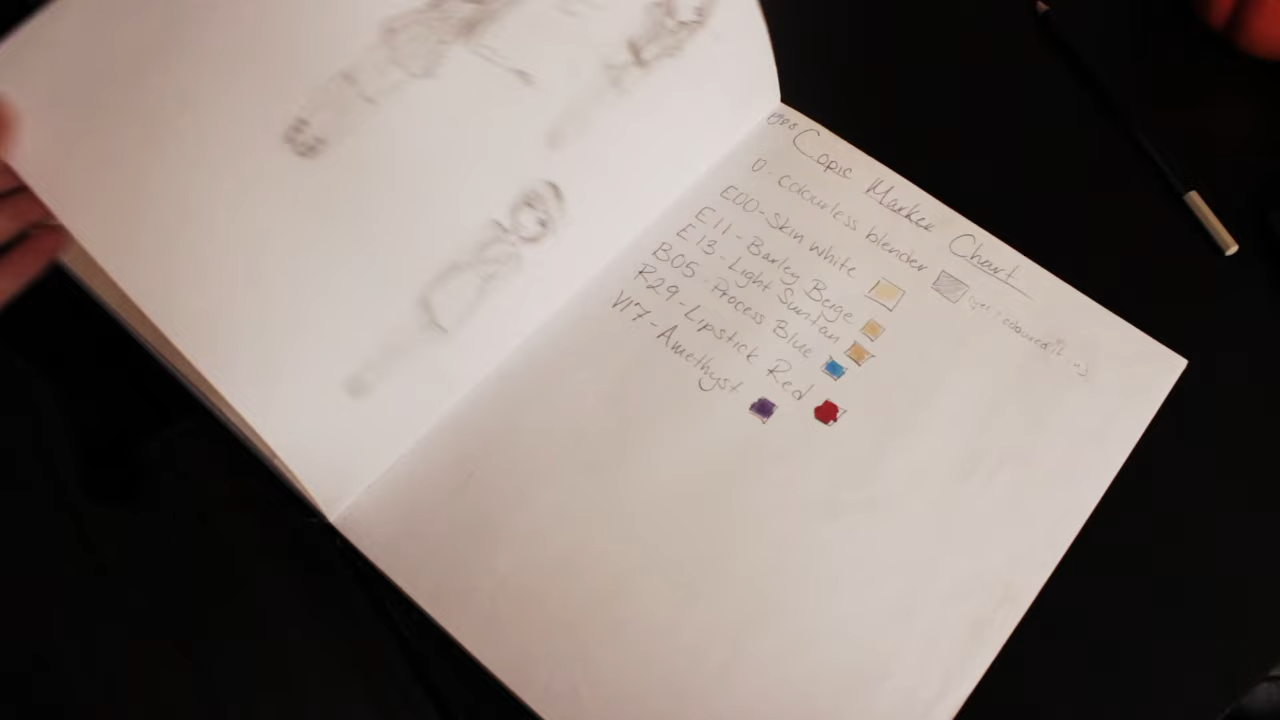 Copic Marker Chart
0 - colourless blender
E00 - Skin white
E11 - Barley Beige
E13 - Light Suntan
B05 - Process Blue
R29 - Lipstick Red
V17 - Amethyst